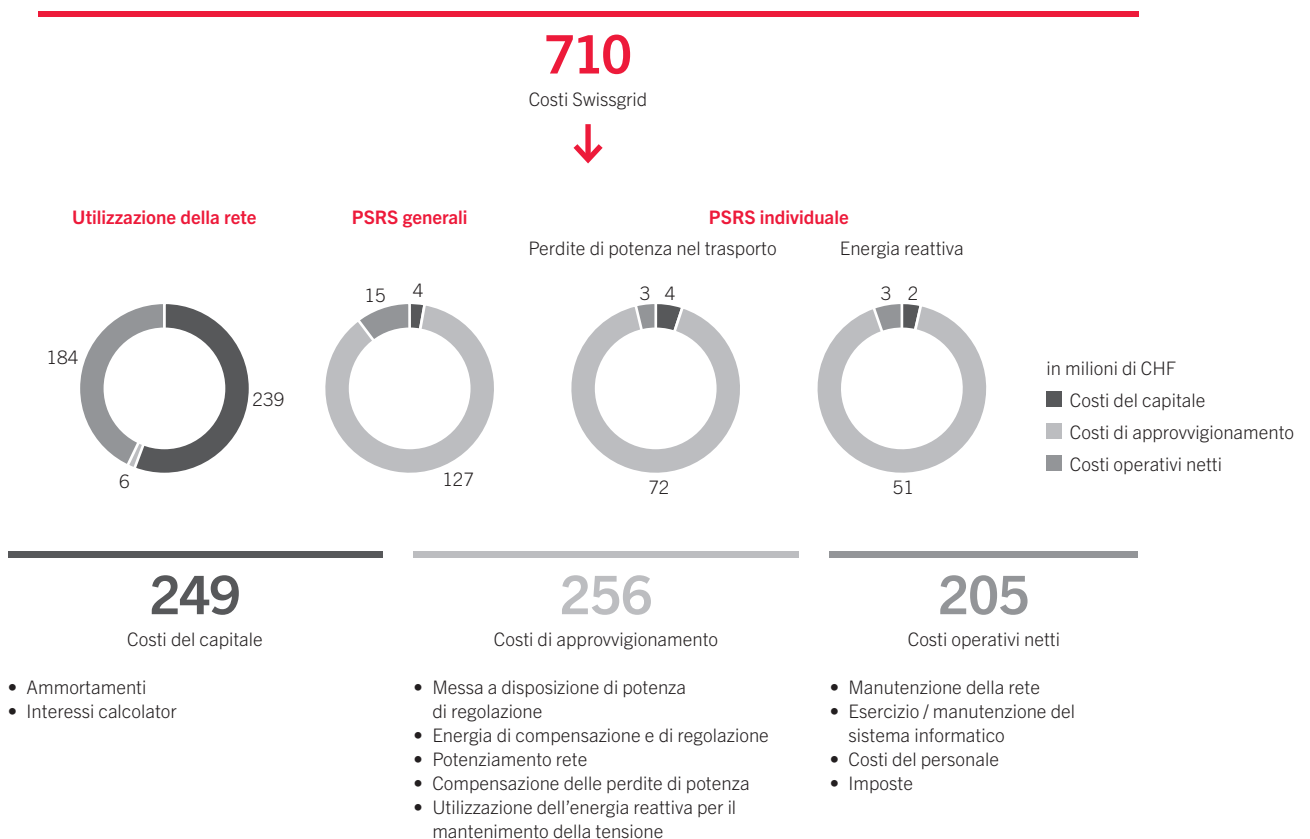 710
Costi Swissgrid
Utilizzazione della rete
PSRS generali
PSRS individuale
Perdite di potenza nel trasporto
Energia reattiva
184
239
6
15
4
127
3
4
72
3
2
51
in milioni di CHF
Costi del capitale
Costi di approvvigionamento
Costi operativi netti
249
Costi del capitale
• Ammortamenti
• Interessi calcolator
256
Costi di approvvigionamento
• Messa a disposizione di potenza
di regolazione
• Energia di compensazione e di regolazione
• Potenziamento rete
• Compensazione delle perdite di potenza
• Utilizzazione dell’energia reattiva per il
mantenimento della tensione
205
Costi operativi netti
• Manutenzione della rete
• Esercizio / manutenzione del
sistema informatico
• Costi del personale
• Imposte